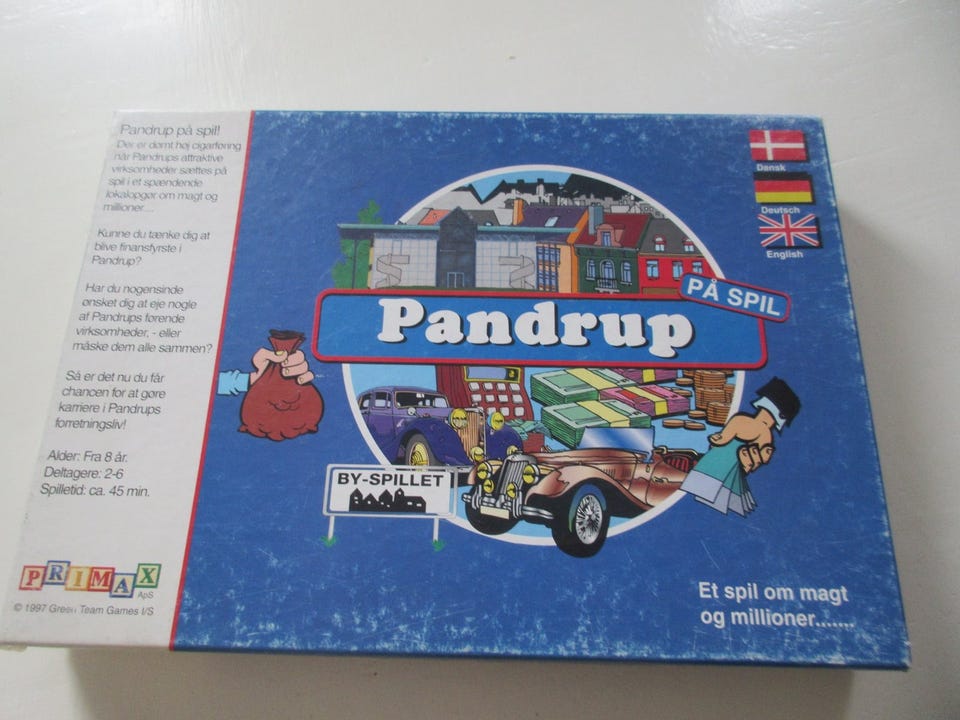 Pandrup på spil!
Der er dømt høj cigarføring
når Pandrups attraktive
virksomheder sættes på
spil i et spændende
lokalopgør om magt og
millioner....
Kunne du tænke dig at
blive finansfyrste i
Pandrup?
Har du nogensinde
ønsket dig at eje nogle
af Pandrups førende
virksomheder, - eller
måske dem alle sammen?
Så er det nu du får
chancen for at gøre
karriere i Pandrups
forretningsliv!
Alder: Fra 8 år.
Deltagere: 2-6
Spilletid: ca. 45 min.
PRIMAX
ApS
© 1997 Green Team Games I/S
Dansk
Deutsch
English
PÅ SPIL
Pandrup
BY-SPILLET
Et spil om magt
og millioner.......